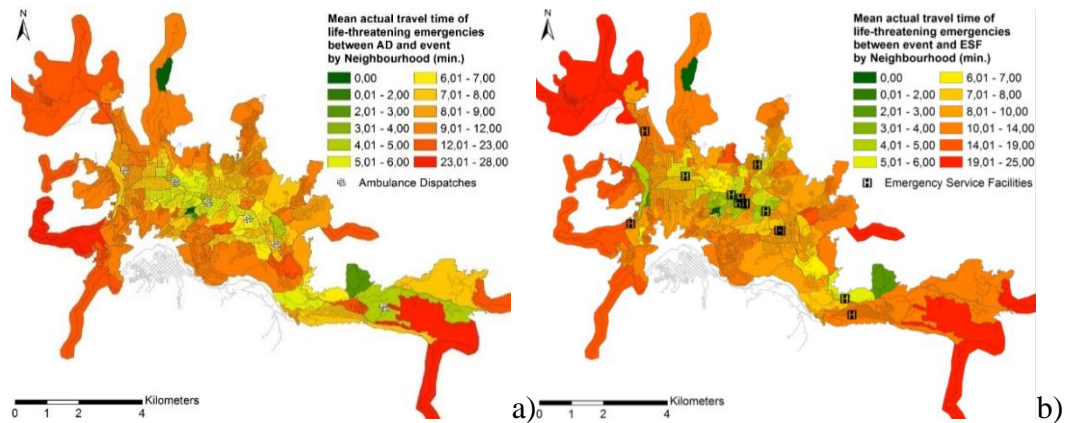 N
Mean actual travel time of
life-threatening emergencies
between AD and event
by Neighbourhood (min.)
0,00
6,01 - 7,00
0,01 - 2,00
7,01 - 8,00
2,01 - 3,00
8,01 - 9,00
3,01 - 4,00
9,01 - 12,00
4,01 - 5,00
12,01 - 23,00
5,01 - 6,00
23,01 - 28,00
Ambulance Dispatches
Kilometers
0 1 2 4
a)
N
Mean actual travel time of
life-threatening emergencies
between event and ESF
by Neighbourhood (min.)
0,00
6,01 - 7,00
0,01 - 2,00
7,01 - 8,00
2,01 - 3,00
8,01 - 10,00
3,01 - 4,00
10,01 - 14,00
4,01 - 5,00
14,01 - 19,00
5,01 - 6,00
19,01 - 25,00
H Emergency Service Facilities
H
H
H
H
H
H
H
H
H
H
Kilometers
0 1 2 4
b)